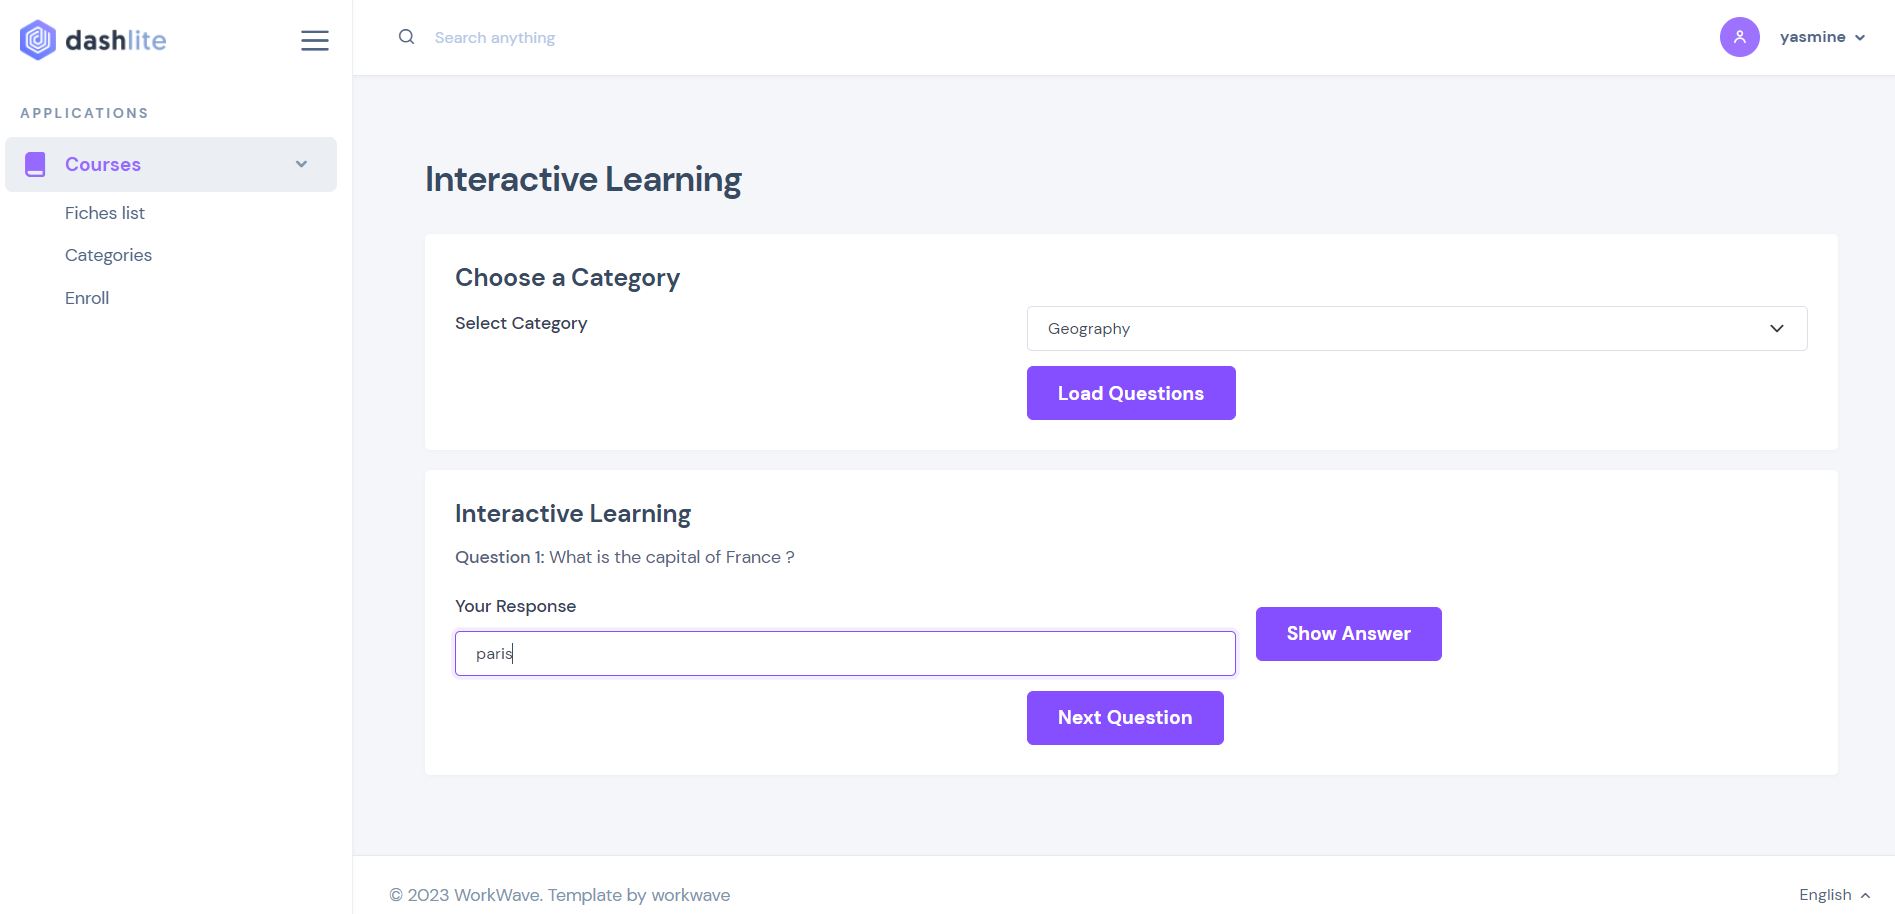 dashlite
Search anything
yasmine
APPLICATIONS
Courses
Fiches list
Categories
Enroll
Interactive Learning
Choose a Category
Select Category
Geography
Load Questions
Interactive Learning
Question 1: What is the capital of France ?
Your Response
paris
Show Answer
Next Question
© 2023 WorkWave. Template by workwave
English